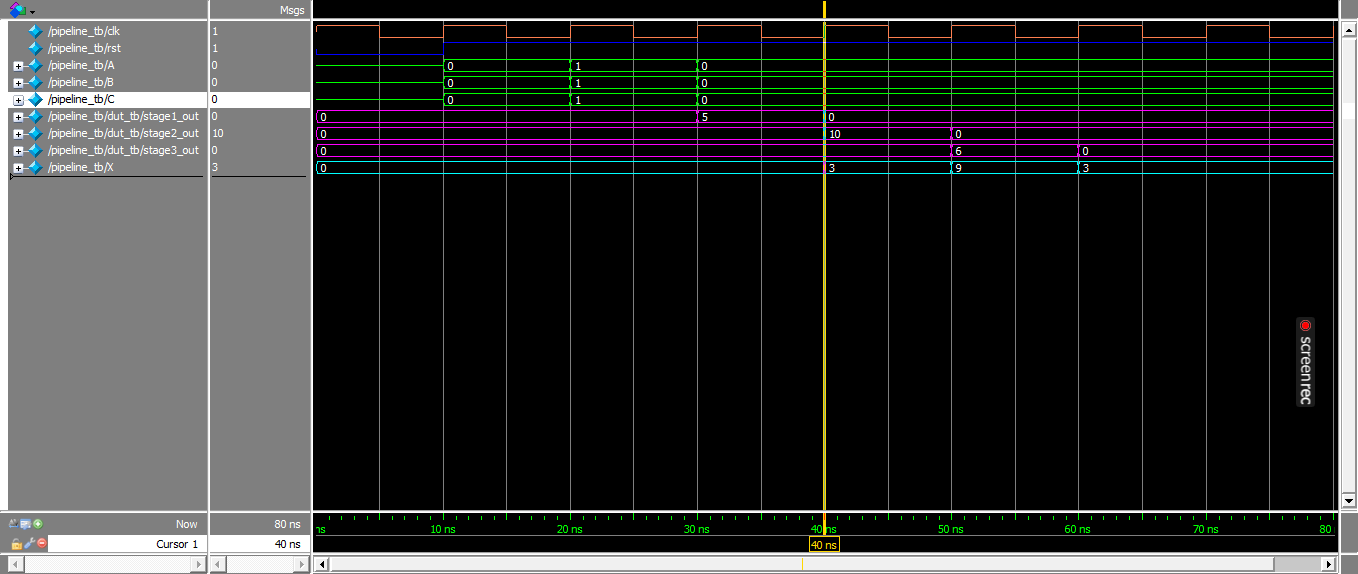 Msgs
/pipeline_tb/clk 1
/pipeline_tb/rst 1
/pipeline_tb/A 0 0 1 0
/pipeline_tb/B 0 0 1 0
/pipeline_tb/C 0 0 1 0
/pipeline_tb/dut_tb/stage1_out 0 0 5 0
/pipeline_tb/dut_tb/stage2_out 10 0 10 0
/pipeline_tb/dut_tb/stage3_out 0 0 6 0
/pipeline_tb/X 3 0 3 9 3
screenrec
Now 80 ns ns 10 ns 20 ns 30 ns 40 ns 50 ns 60 ns 70 ns 80
Cursor 1 40 ns 40 ns